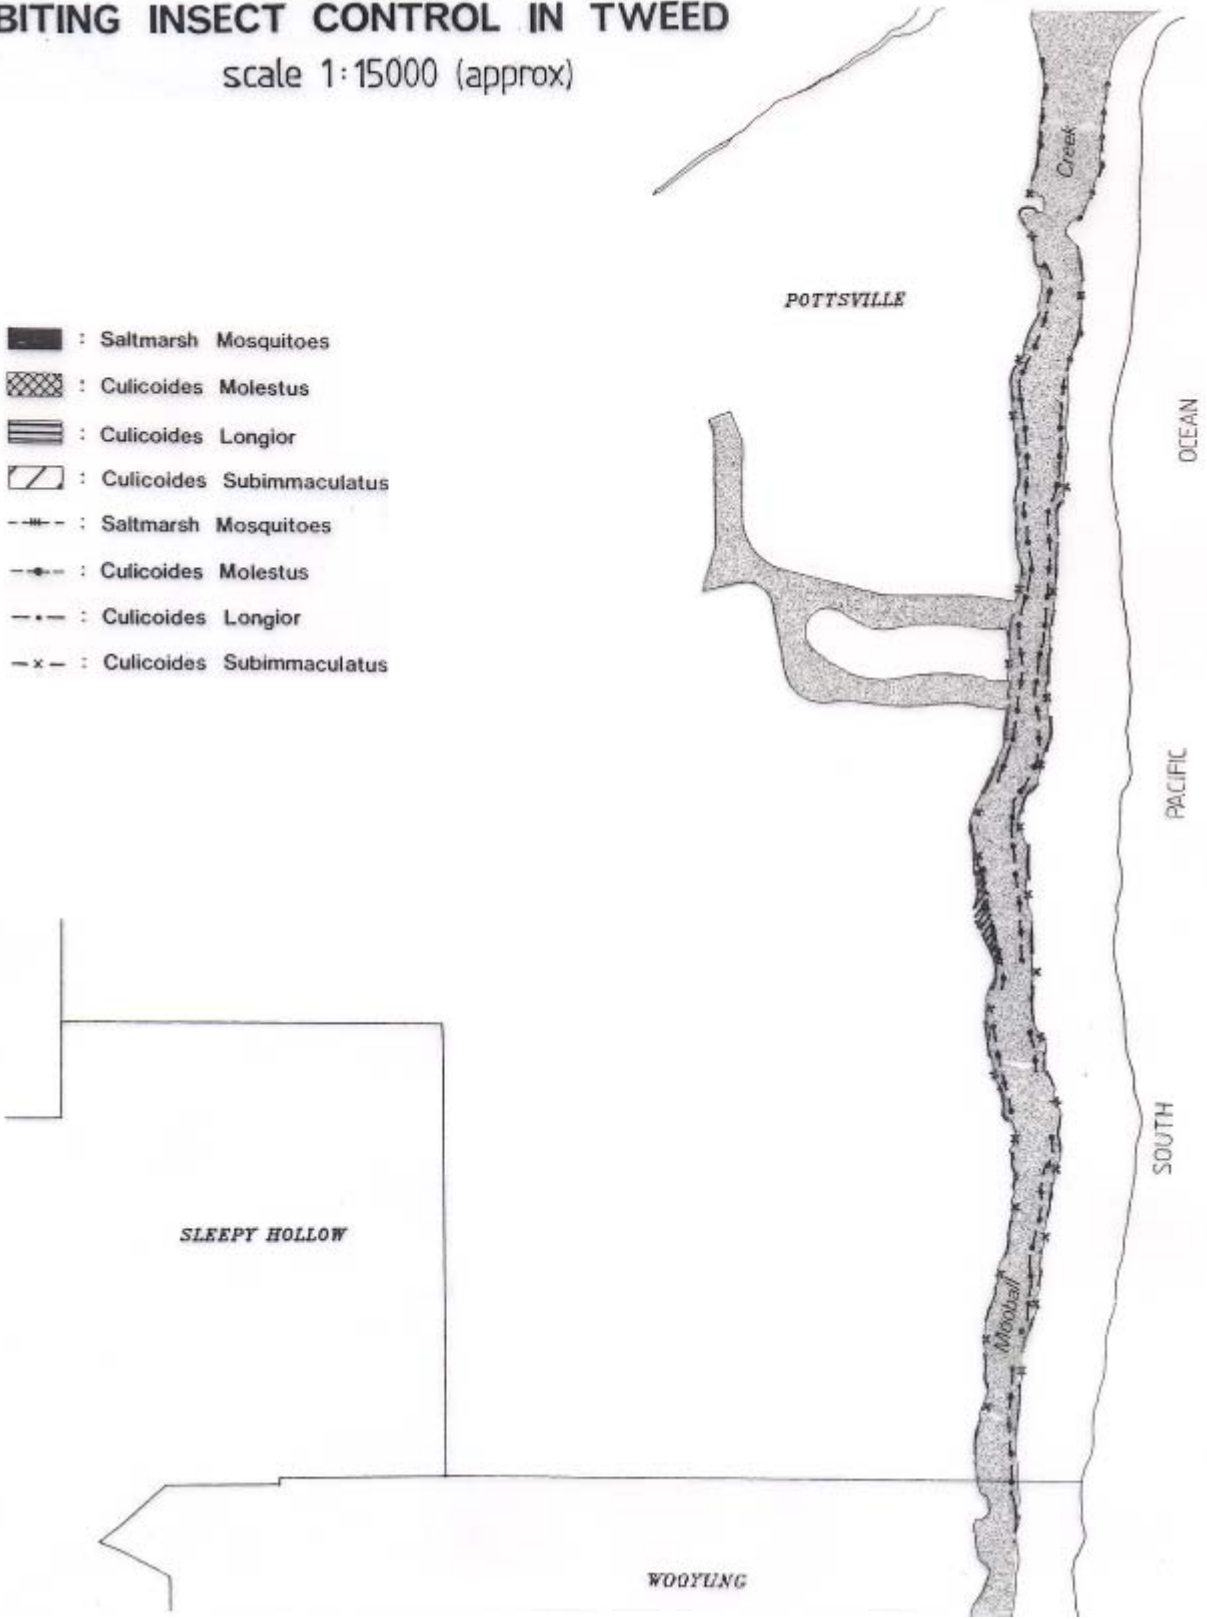 BITING INSECT CONTROL IN TWEED
scale 1:15000 (approx)
Creek
POTTSVILLE
: Saltmarsh Mosquitoes
: Culicoides Molestus
: Culicoides Longior
: Culicoides Subimmaculatus
: Saltmarsh Mosquitoes
: Culicoides Molestus
: Culicoides Longior
: Culicoides Subimmaculatus
OCEAN
PACIFIC
SOUTH
SLEEPY HOLLOW
Mooball
WOOYUNG